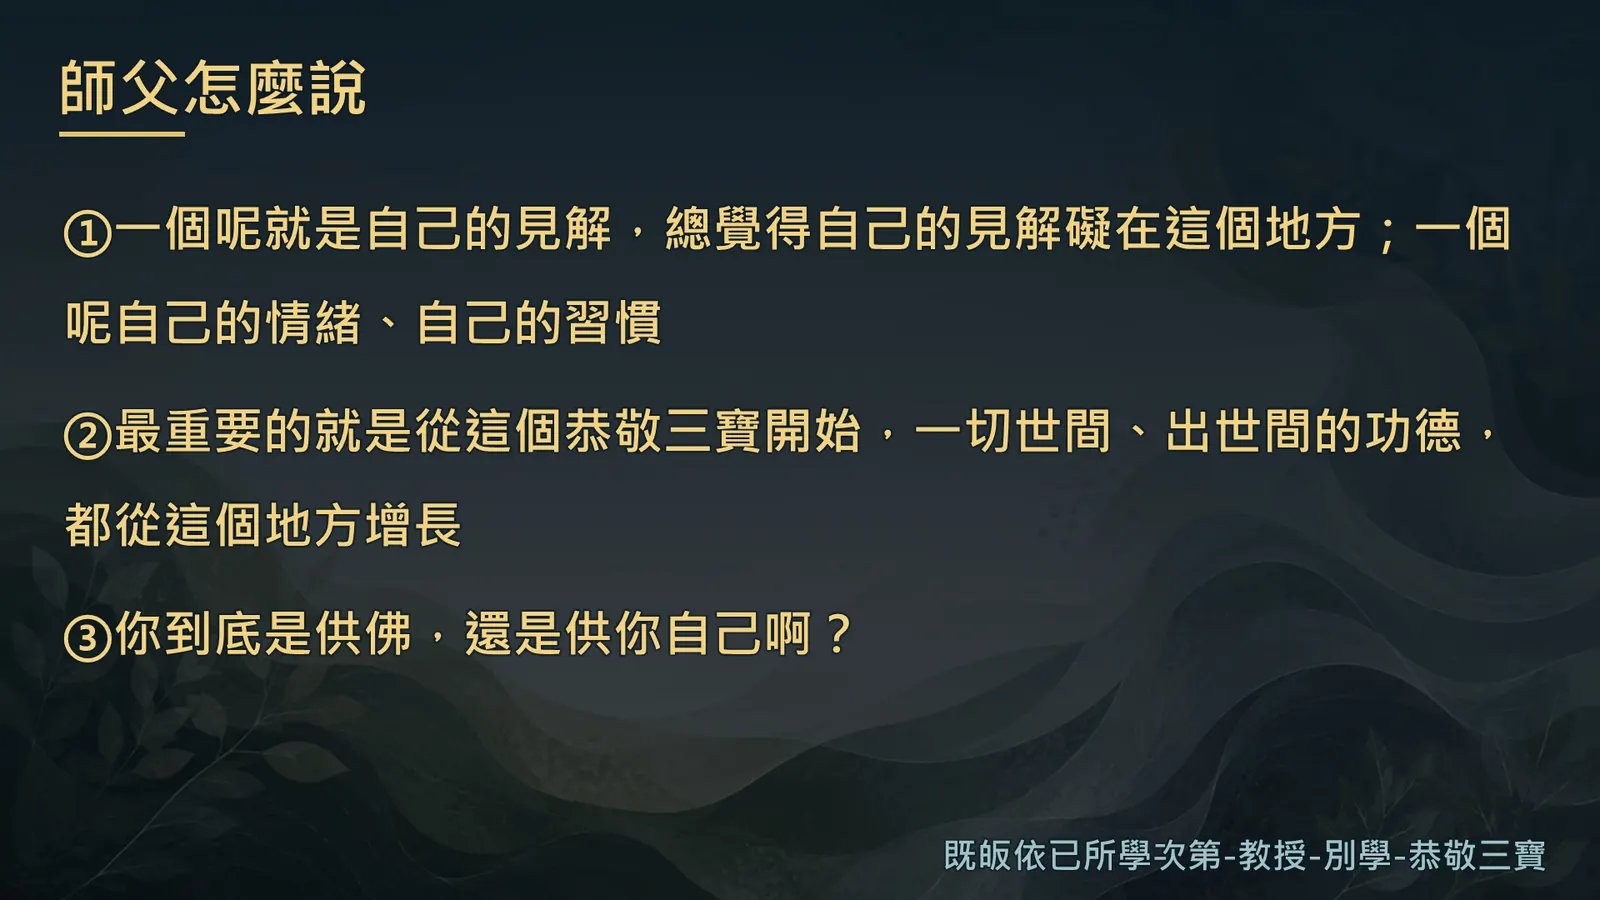 師父怎麼說
①一個呢就是自己的見解，總覺得自己的見解礙在這個地方；一個
呢自己的情緒、自己的習慣
②最重要的就是從這個恭敬三寶開始，一切世間、出世間的功德，
都從這個地方增長
③你到底是供佛，還是供你自己啊？
既皈依已所學次第-教授-別學-恭敬三寶